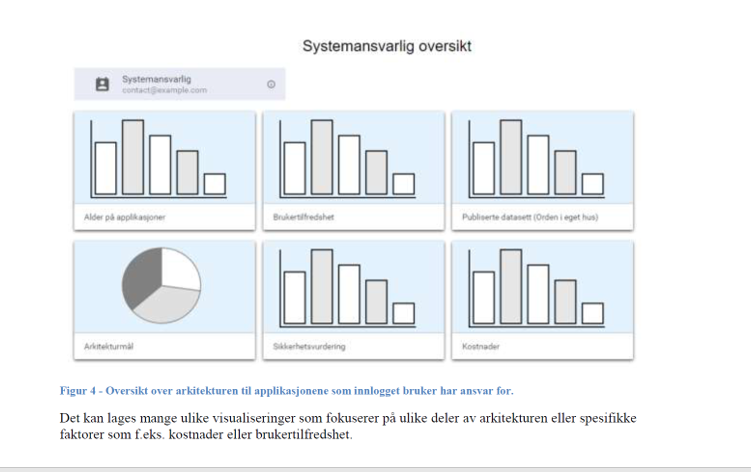 Systemansvarlig oversikt
Systemansvarlig
contact@example.com
Alder på applikasjoner
Brukertilfredshet
Publiserte datasett (Orden i eget hus)
Arkitekturmål
Sikkerhetsvurdering
Kostnader
Figur 4 - Oversikt over arkitekturen til applikasjonene som innlogget bruker har ansvar for.
Det kan lages mange ulike visualiseringer som fokuserer på ulike deler av arkitekturen eller spesifikke
faktorer som f.eks. kostnader eller brukertilfredshet.